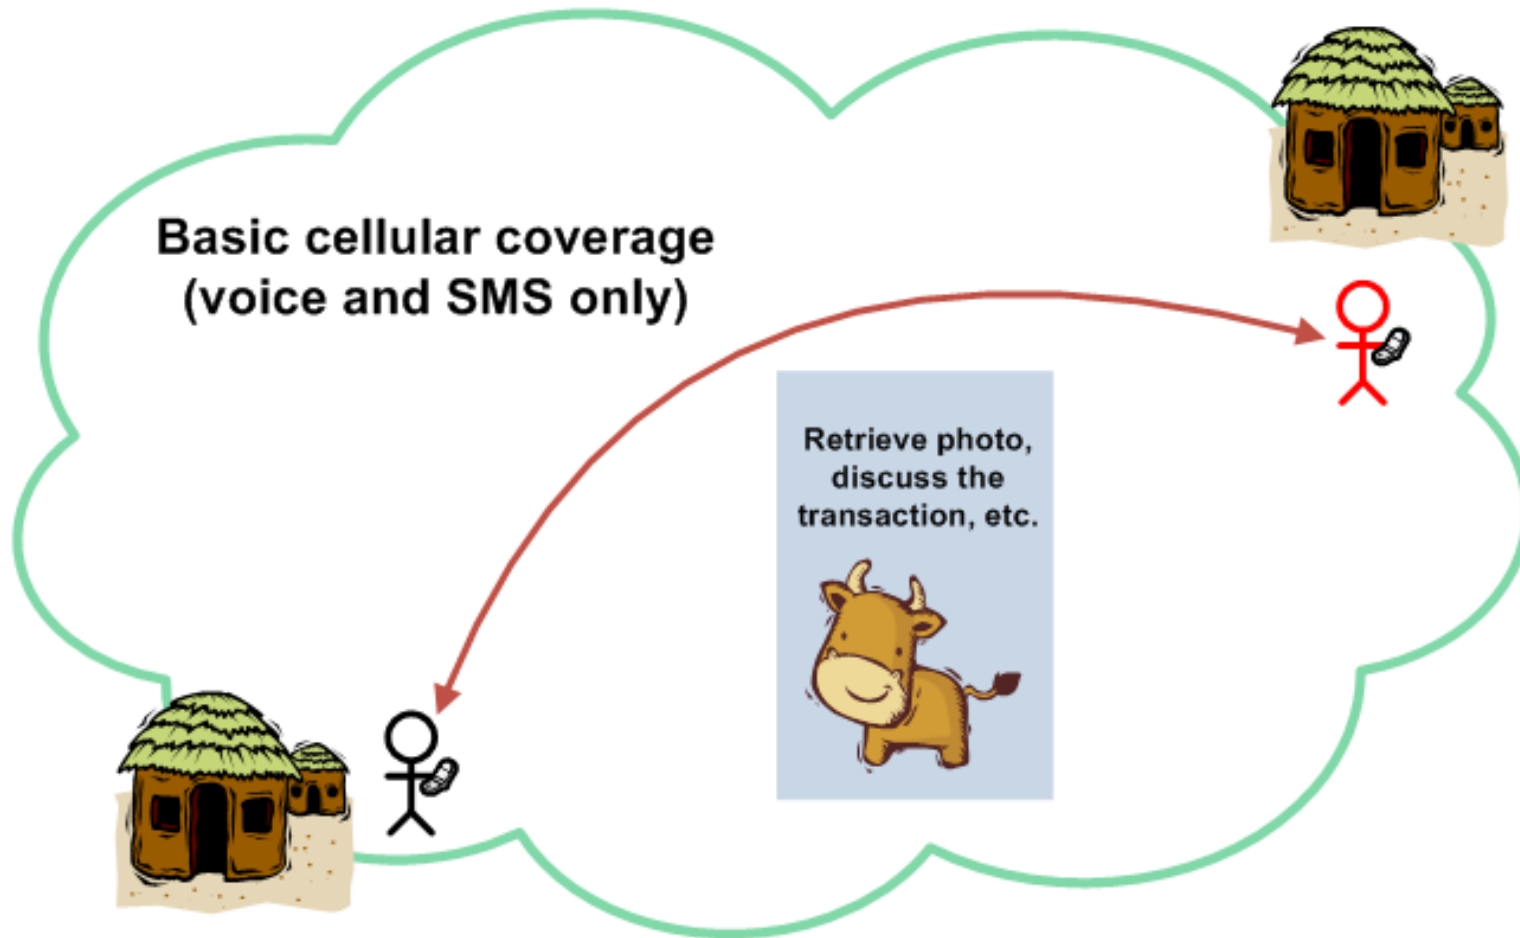 Basic cellular coverage
(voice and SMS only)
Retrieve photo,
discuss the
transaction, etc.